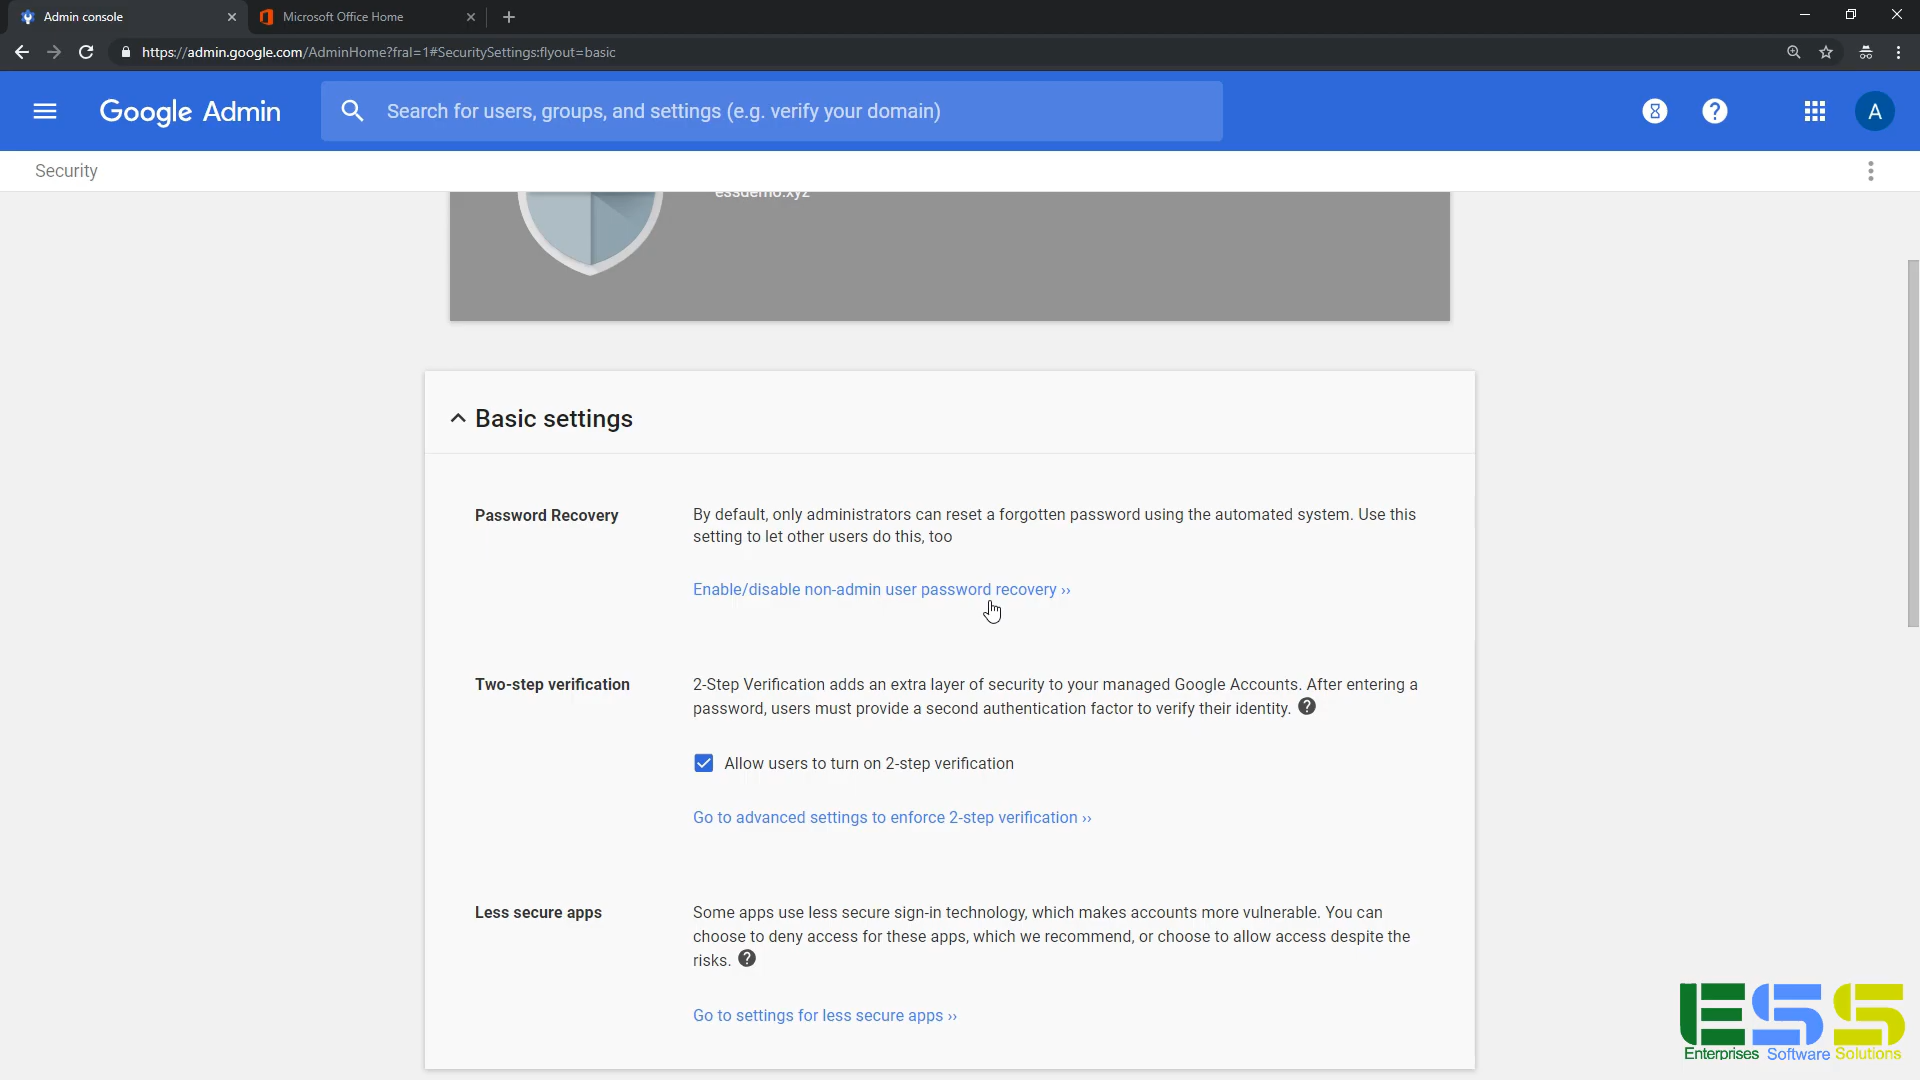 Admin console
Microsoft Office Home
https://admin.google.com/AdminHome?fral=1#SecuritySettings:flyout=basic
Google Admin
Search for users, groups, and settings (e.g. verify your domain)
A
Security
essdemo.xyz
Basic settings
Password Recovery
By default, only administrators can reset a forgotten password using the automated system. Use this
setting to let other users do this, too
Enable/disable non-admin user password recovery ››
Two-step verification
2-Step Verification adds an extra layer of security to your managed Google Accounts. After entering a
password, users must provide a second authentication factor to verify their identity.
Allow users to turn on 2-step verification
Go to advanced settings to enforce 2-step verification ››
Less secure apps
Some apps use less secure sign-in technology, which makes accounts more vulnerable. You can
choose to deny access for these apps, which we recommend, or choose to allow access despite the
risks.
Go to settings for less secure apps ››
ESS
Enterprises Software Solutions